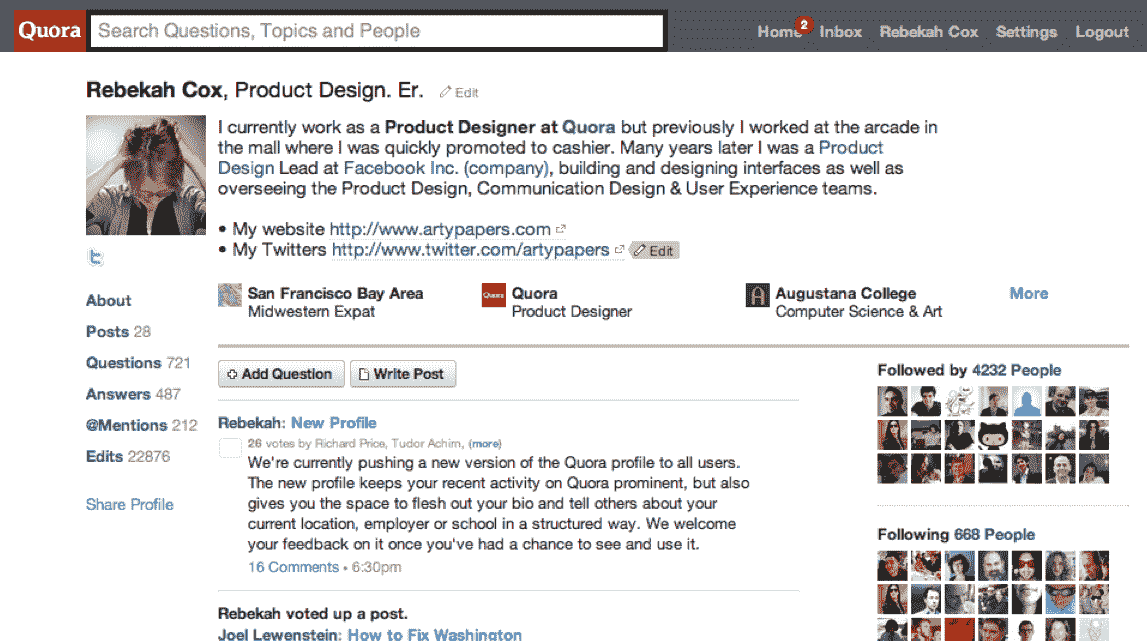 Quora
Search Questions, Topics and People
Home 2 Inbox Rebekah Cox Settings Logout
Rebekah Cox, Product Design. Er. Edit
I currently work as a Product Designer at Quora but previously I worked at the arcade in
the mall where I was quickly promoted to cashier. Many years later I was a Product
Design Lead at Facebook Inc. (company), building and designing interfaces as well as
overseeing the Product Design, Communication Design & User Experience teams.
• My website http://www.artypapers.com
• My Twitters http://www.twitter.com/artypapers Edit
San Francisco Bay Area
Midwestern Expat
Quora
Quora
Product Designer
Augustana College
Computer Science & Art
More
About
Posts 28
Questions 721
Answers 487
@Mentions 212
Edits 22876
Share Profile
Add Question
Write Post
Rebekah: New Profile
26 votes by Richard Price, Tudor Achim, (more)
We're currently pushing a new version of the Quora profile to all users.
The new profile keeps your recent activity on Quora prominent, but also
gives you the space to flesh out your bio and tell others about your
current location, employer or school in a structured way. We welcome
your feedback on it once you've had a chance to see and use it.
16 Comments • 6:30pm
Rebekah voted up a post.
Joel Lewenstein: How to Fix Washington
Followed by 4232 People
Following 668 People